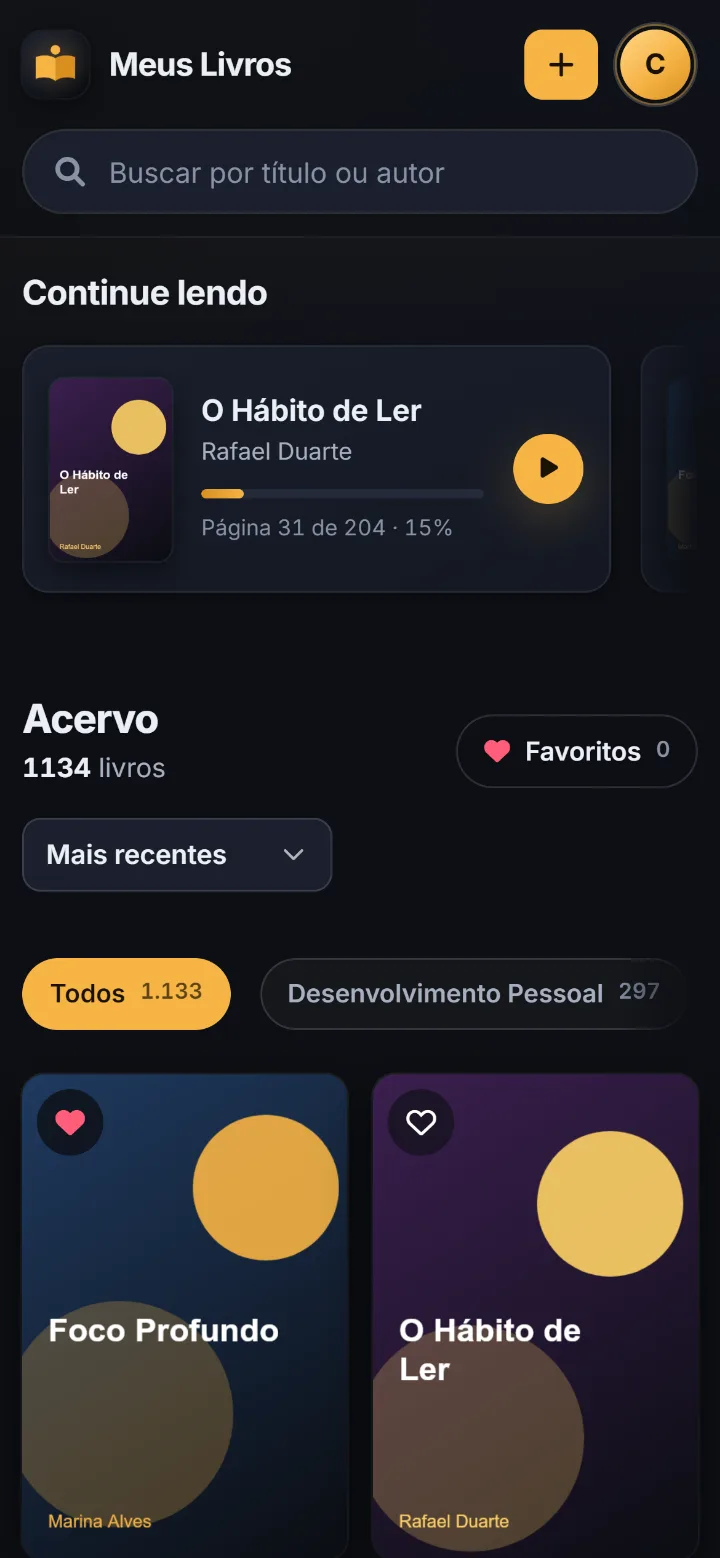 Meus Livros
+
C
Buscar por título ou autor
Continue lendo
O Hábito de
Ler
Rafael Duarte
O Hábito de Ler
Rafael Duarte
Página 31 de 204 · 15%
Acervo
1134 livros
Favoritos 0
Mais recentes
Todos 1.133
Desenvolvimento Pessoal 297
Foco Profundo
Marina Alves
O Hábito de
Ler
Rafael Duarte